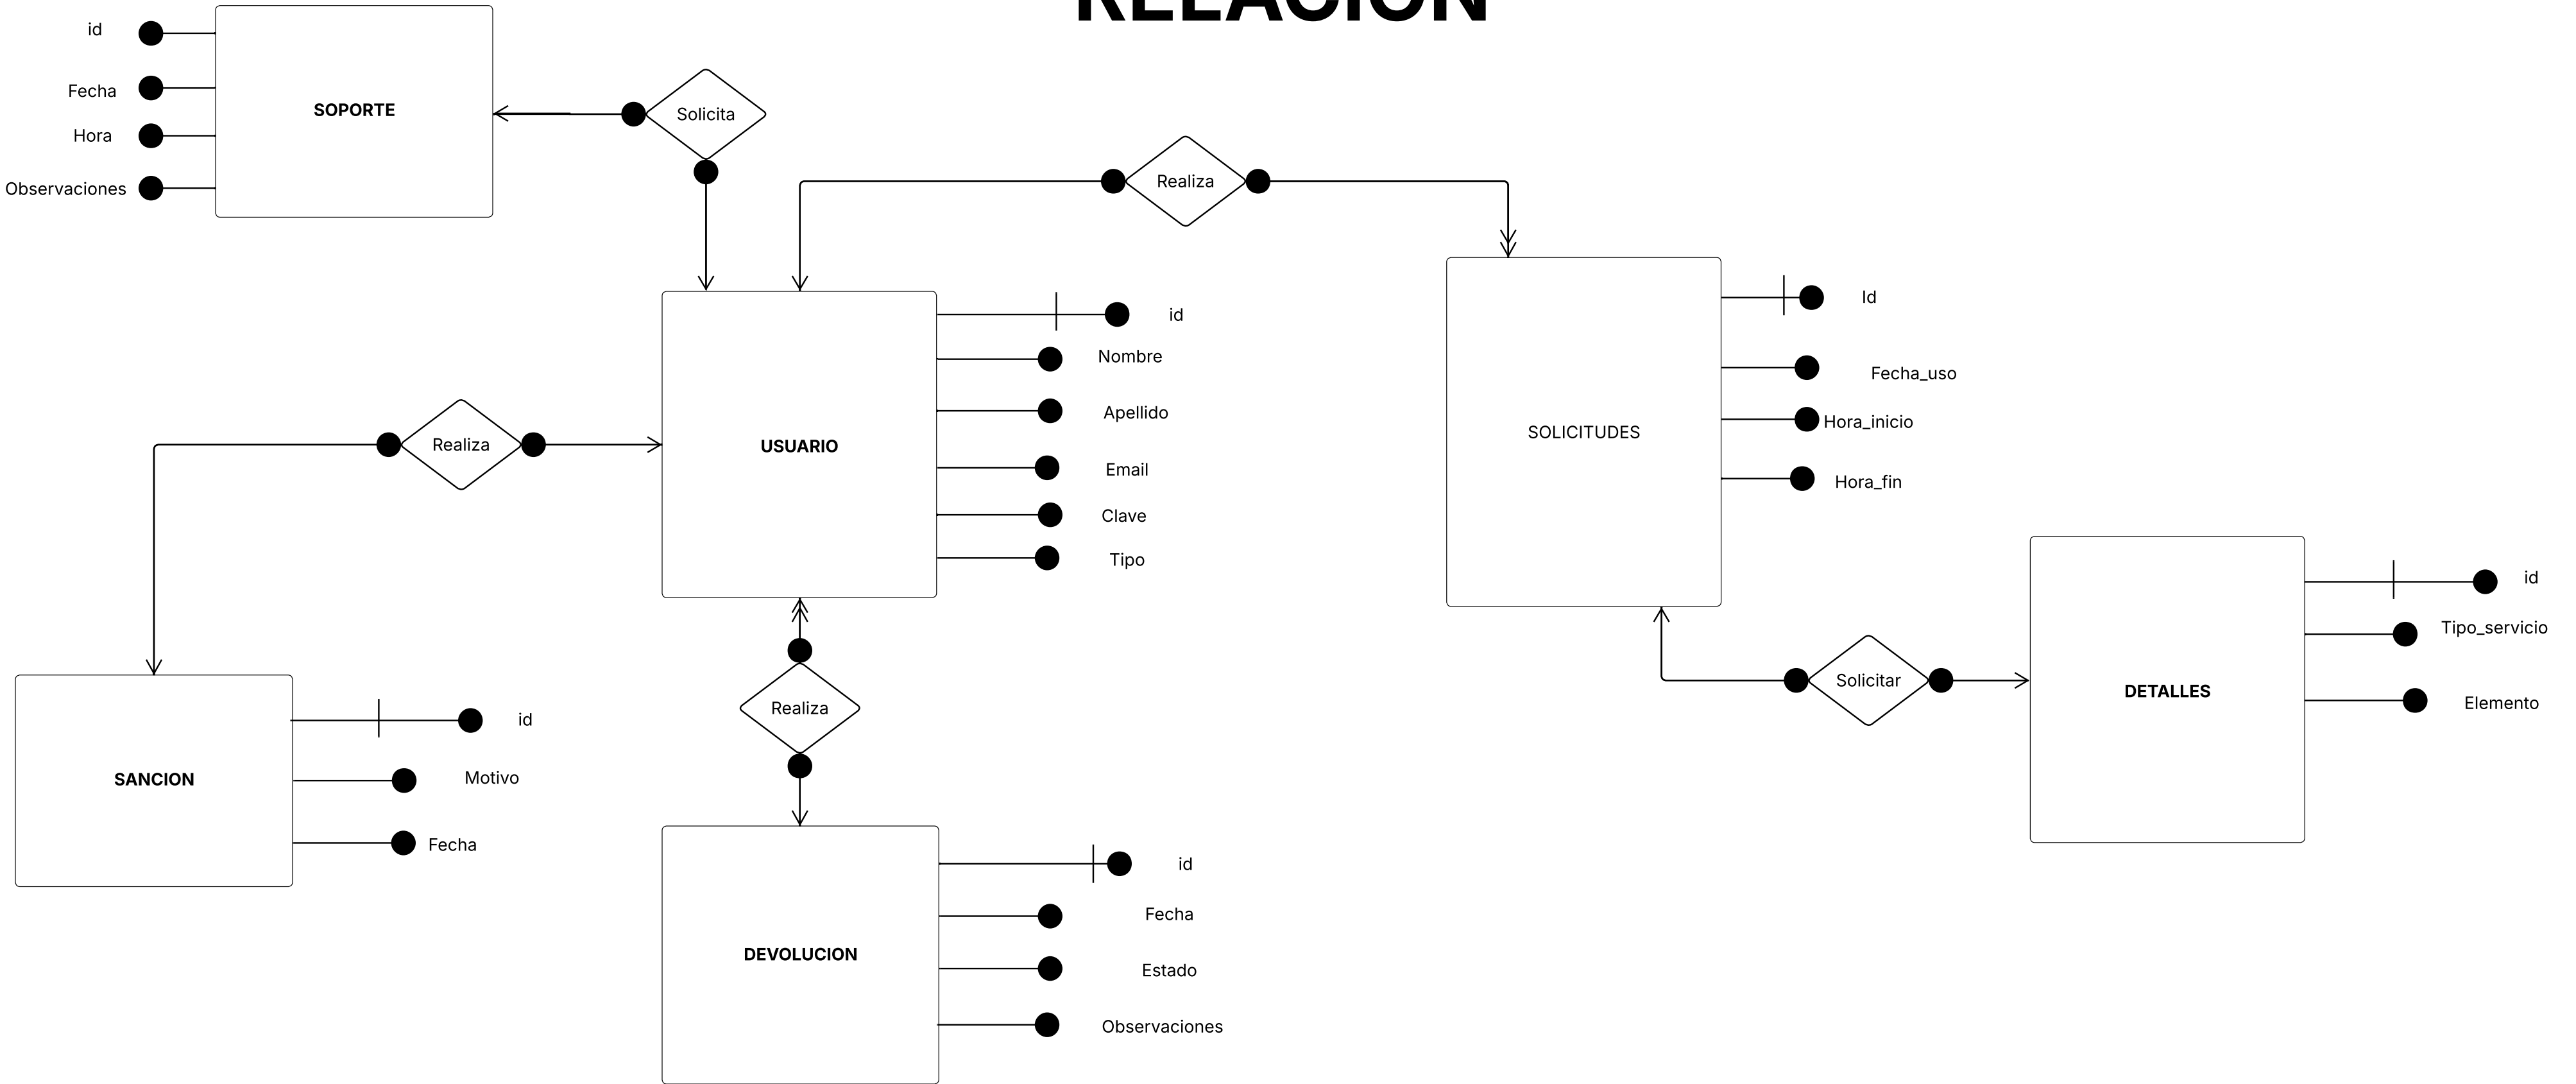 RELACION
id
Fecha
Hora
Observaciones
SOPORTE
Solicita
Realiza
USUARIO
id
Nombre
Apellido
Email
Clave
Tipo
SOLICITUDES
Id
Fecha_uso
Hora_inicio
Hora_fin
Realiza
Solicitar
DETALLES
id
Tipo_servicio
Elemento
SANCION
id
Motivo
Fecha
Realiza
DEVOLUCION
id
Fecha
Estado
Observaciones